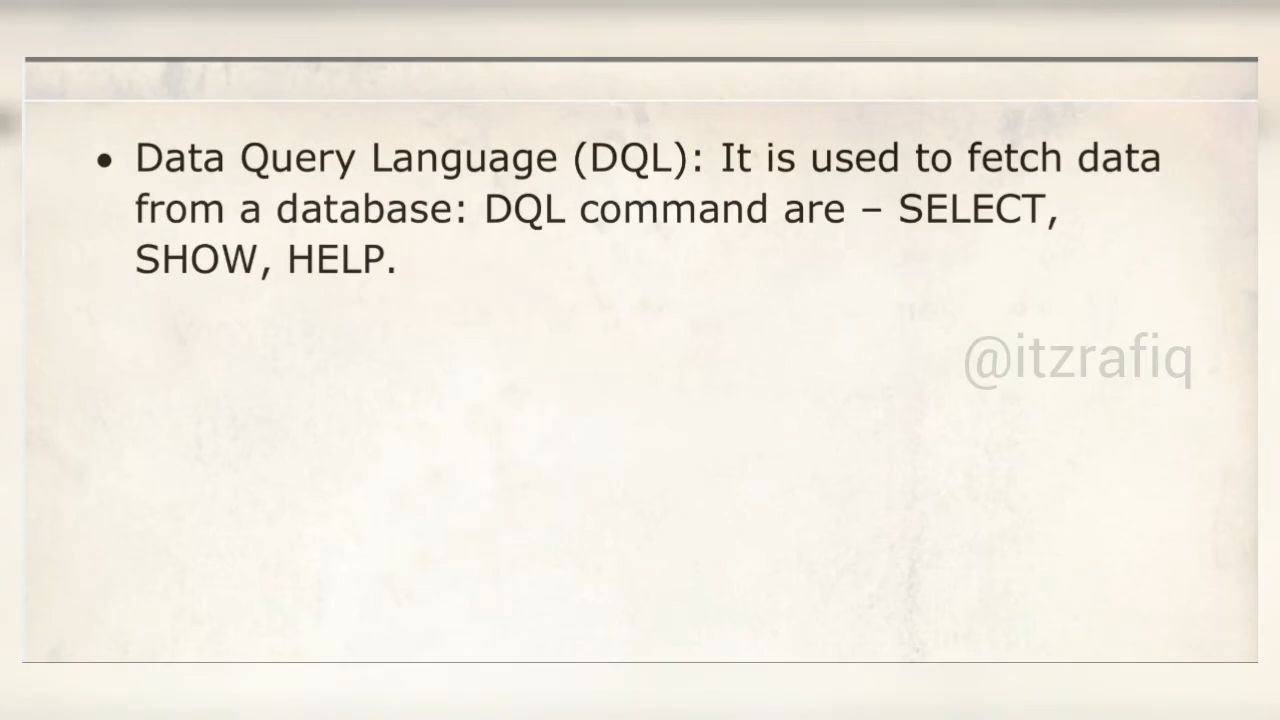 • Data Query Language (DQL): It is used to fetch data
from a database: DQL command are – SELECT,
SHOW, HELP.
@itzrafiq